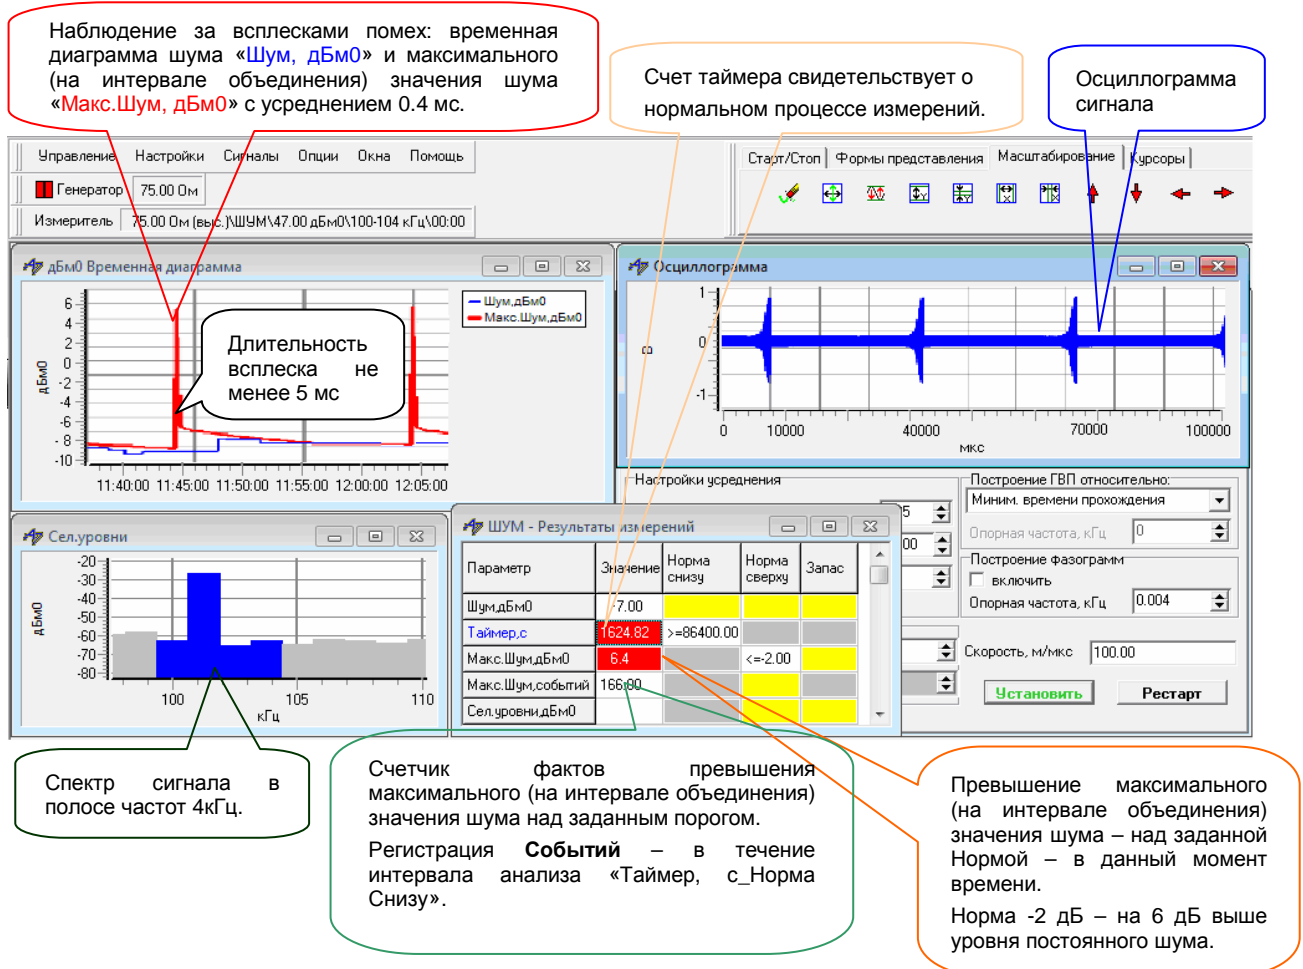 Наблюдение за всплесками помех: временная
диаграмма шума «Шум, дБм0» и максимального
(на интервале объединения) значения шума
«Макс.Шум, дБм0» с усреднением 0.4 мс.
Счет таймера свидетельствует о
нормальном процессе измерений.
Осциллограмма
сигнала
Управление Настройки Сигналы Опции Окна Помощь
Генератор 75.00 Ом
Измеритель 75.00 Ом (выс.)\ШУМ\47.00 дБм0\100-104 кГц\00:00
Старт/Стоп Формы представления Масштабирование Курсоры
дБм0 Временная диаграмма
6
4
2
0
-2
-4
-6
-8
-10
дБм0
11:40:00 11:45:00 11:50:00 11:55:00 12:00:00 12:05:00
Шум,дБм0
Макс.Шум,дБм0
Длительность
всплеска не
менее 5 мс
Осциллограмма
1
0
-1
В
0 10000 40000 70000 100000
мкс
Сел.уровни
-20
-30
-40
-50
-60
-70
-80
дБм0
100 105 110
кГц
ШУМ - Результаты измерений
Параметр Значение Норма снизу Норма сверху Запас
Шум,дБм0 -7.00
Таймер,с 1624.82 >=86400.00
Макс.Шум,дБм0 6.4 <=-2.00
Макс.Шум,событий 166.00
Сел.уровни,дБм0
Настройки усреднения
Построение ГВП относительно:
Миним. времени прохождения
Опорная частота, кГц 0
Построение фазограмм
включить
Опорная частота, кГц 0.004
Скорость, м/мкс 100.00
Установить Рестарт
Спектр сигнала в
полосе частот 4кГц.
Счетчик фактов превышения
максимального (на интервале объединения)
значения шума над заданным порогом.
Регистрация Событий – в течение
интервала анализа «Таймер, с_Норма
Снизу».
Превышение максимального
(на интервале объединения)
значения шума – над заданной
Нормой – в данный момент
времени.
Норма -2 дБ – на 6 дБ выше
уровня постоянного шума.